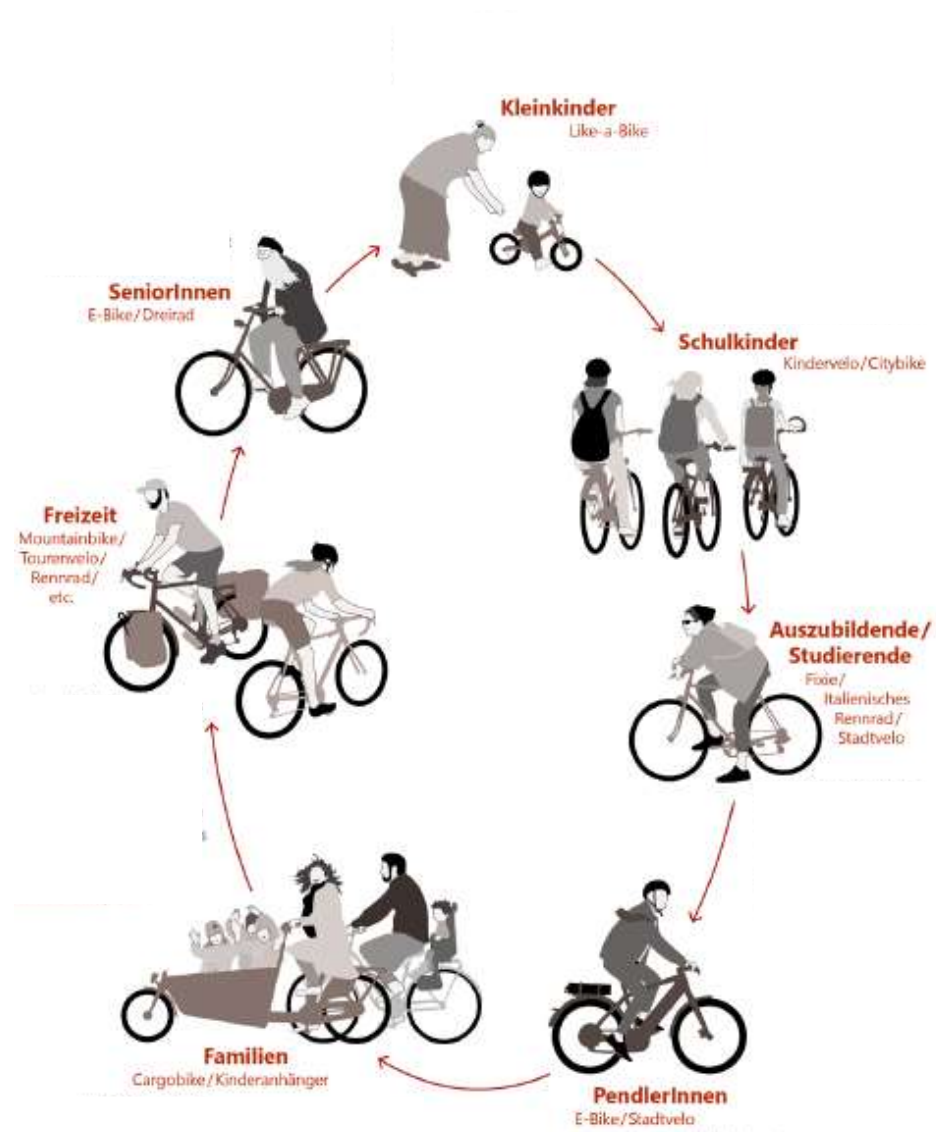 Kleinkinder
Like-a-Bike
Schulkinder
Kindervelo/Citybike
Auszubildende/
Studierende
Fixie/
Italienisches
Rennrad/
Stadtvelo
PendlerInnen
E-Bike/Stadtvelo
Familien
Cargobike/Kinderanhänger
Freizeit
Mountainbike/
Tourenvelo/
Rennrad/
etc.
SeniorInnen
E-Bike/Dreirad